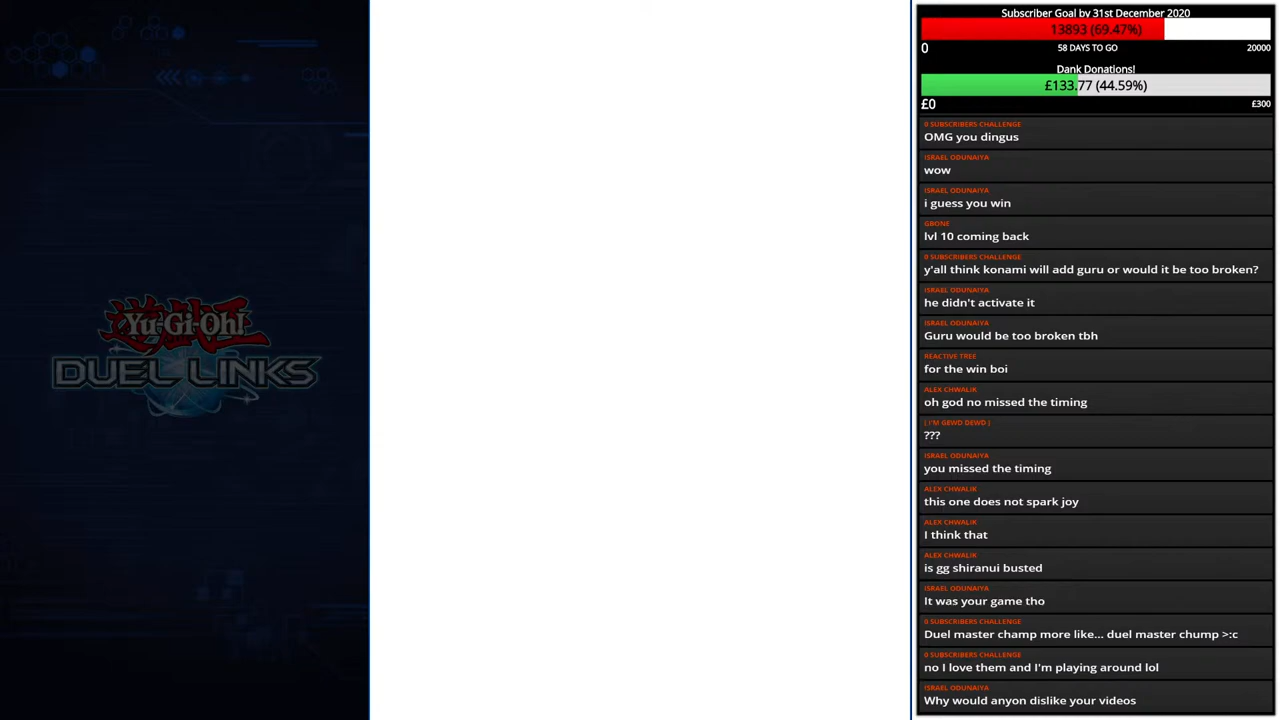 Yu-Gi-Oh!
DUEL LINKS
Subscriber Goal by 31st December 2020
13893 (69.47%)
0 58 DAYS TO GO 20000
Dank Donations!
£133.77 (44.59%)
£0 £300
0 SUBSCRIBERS CHALLENGE
OMG you dingus
ISRAEL ODUNAIYA
wow
ISRAEL ODUNAIYA
i guess you win
GBONE
lvl 10 coming back
0 SUBSCRIBERS CHALLENGE
y'all think konami will add guru or would it be too broken?
ISRAEL ODUNAIYA
he didn't activate it
ISRAEL ODUNAIYA
Guru would be too broken tbh
REACTIVE TREE
for the win boi
ALEX CHWALIK
oh god no missed the timing
[ I'M GEWD DEWD ]
???
ISRAEL ODUNAIYA
you missed the timing
ALEX CHWALIK
this one does not spark joy
ALEX CHWALIK
I think that
ALEX CHWALIK
is gg shiranui busted
ISRAEL ODUNAIYA
It was your game tho
0 SUBSCRIBERS CHALLENGE
Duel master champ more like... duel master chump >:c
0 SUBSCRIBERS CHALLENGE
no I love them and I'm playing around lol
ISRAEL ODUNAIYA
Why would anyon dislike your videos